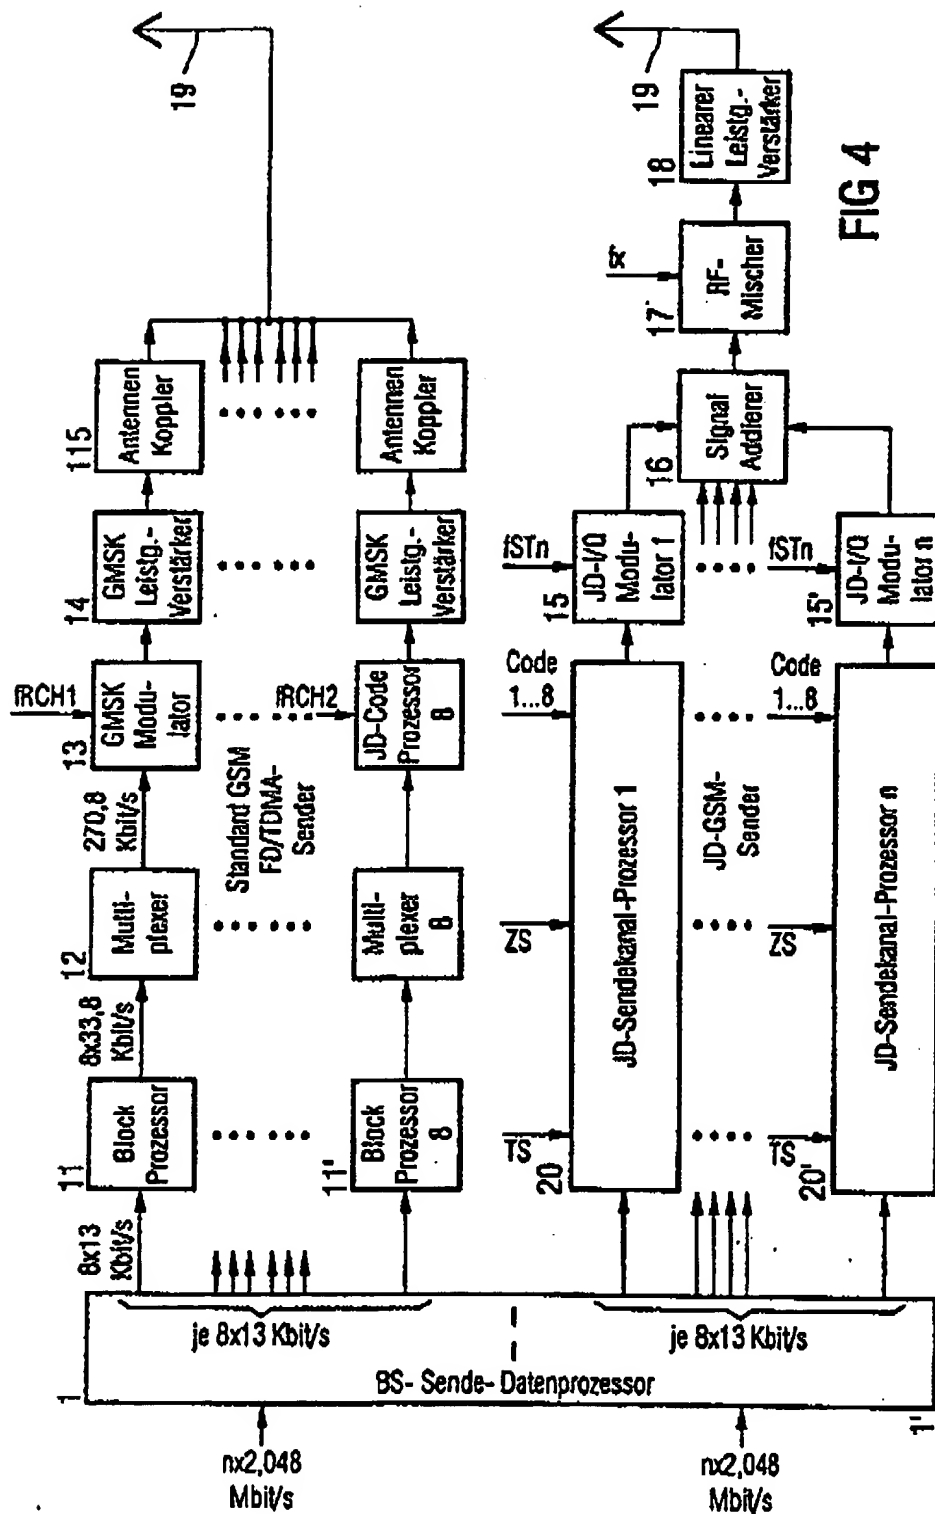 nx2,048
Mbit/s
nx2,048
Mbit/s
1
1'
BS- Sende- Datenprozessor
je 8x13 Kbit/s
je 8x13 Kbit/s
8x13
Kbit/s
11
Block
Prozessor
8x33,8
Kbit/s
12
Mutli-
plexer
270,8
Kbit/s
fRCH1
13
GMSK
Modu-
lator
14
GMSK
Leistg.-
Verstärker
115
Antennen
Koppler
19
Standard GSM
FD/TDMA-
Sender
11'
Block
Prozessor
8
Multi-
plexer
8
fRCH2
JD-Code
Prozessor
8
GMSK
Leistg.-
Verstärker
Antennen
Koppler
20
TS
ZS
Code
1...8
JD-Sendekanal-Prozessor 1
fSTn
15
JD-I/Q
Modu-
lator 1
JD-GSM-
Sender
20'
TS
ZS
Code
1...8
JD-Sendekanal-Prozessor n
fSTn
15'
JD-I/Q
Modu-
lator n
16
Signal
Addierer
17
RF-
Mischer
18
Linearer
Leistg.-
Verstärker
19
FIG 4